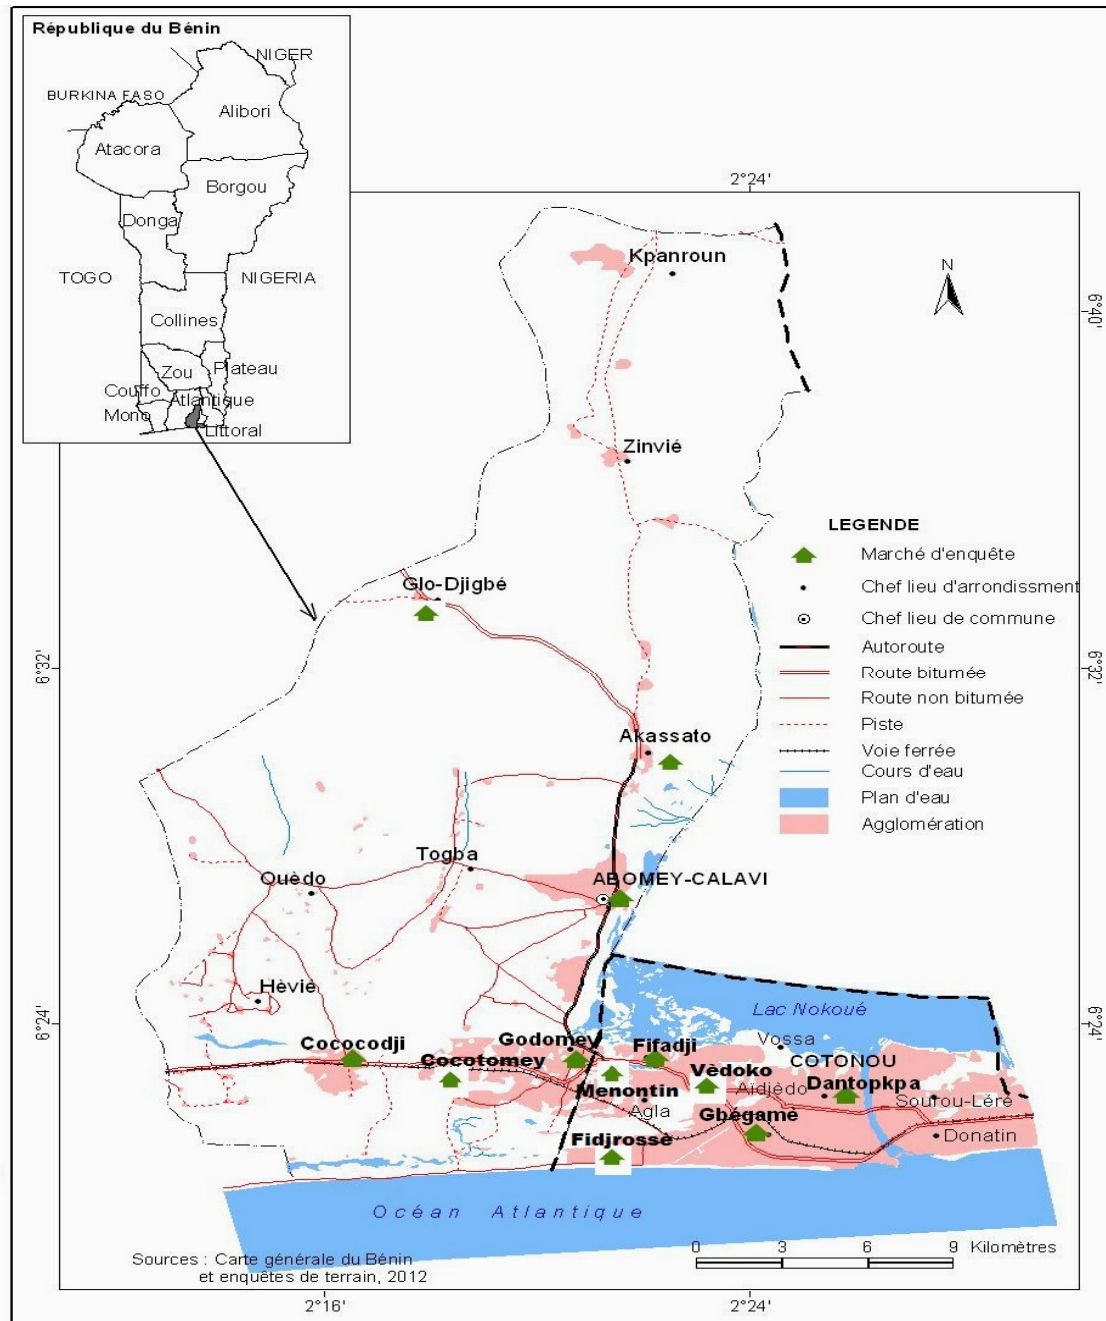 République du Bénin
NIGER
BURKINA FASO
Alibori
Atacora
Borgou
Donga
TOGO
NIGERIA
Collines
Zou
Plateau
Couffo
Atlantique
Mono
Littoral
2°24'
Kpanroun
N
6°40'
6°40'
Zinvié
LEGENDE
Marché d'enquête
Chef lieu d'arrondissment
Chef lieu de commune
Autoroute
Route bitumée
Route non bitumée
Piste
Voie ferrée
Cours d'eau
Plan d'eau
Agglomération
Glo-Djigbé
6°32'
6°32'
Akassato
Togba
Ouèdo
ABOMEY-CALAVI
Hèviè
Lac Nokoué
6°24'
6°24'
Cococodji
Cocotomey
Godomey
Fifadji
Vossa
COTONOU
Vèdoko
Aïdjèdo
Dantopkpa
Menontin
Agla
Sourou-Léré
Gbégamè
Donatin
Fidjrossè
Océan Atlantique
0 3 6 9 Kilomètres
Sources : Carte générale du Bénin
et enquêtes de terrain, 2012
2°16'
2°24'